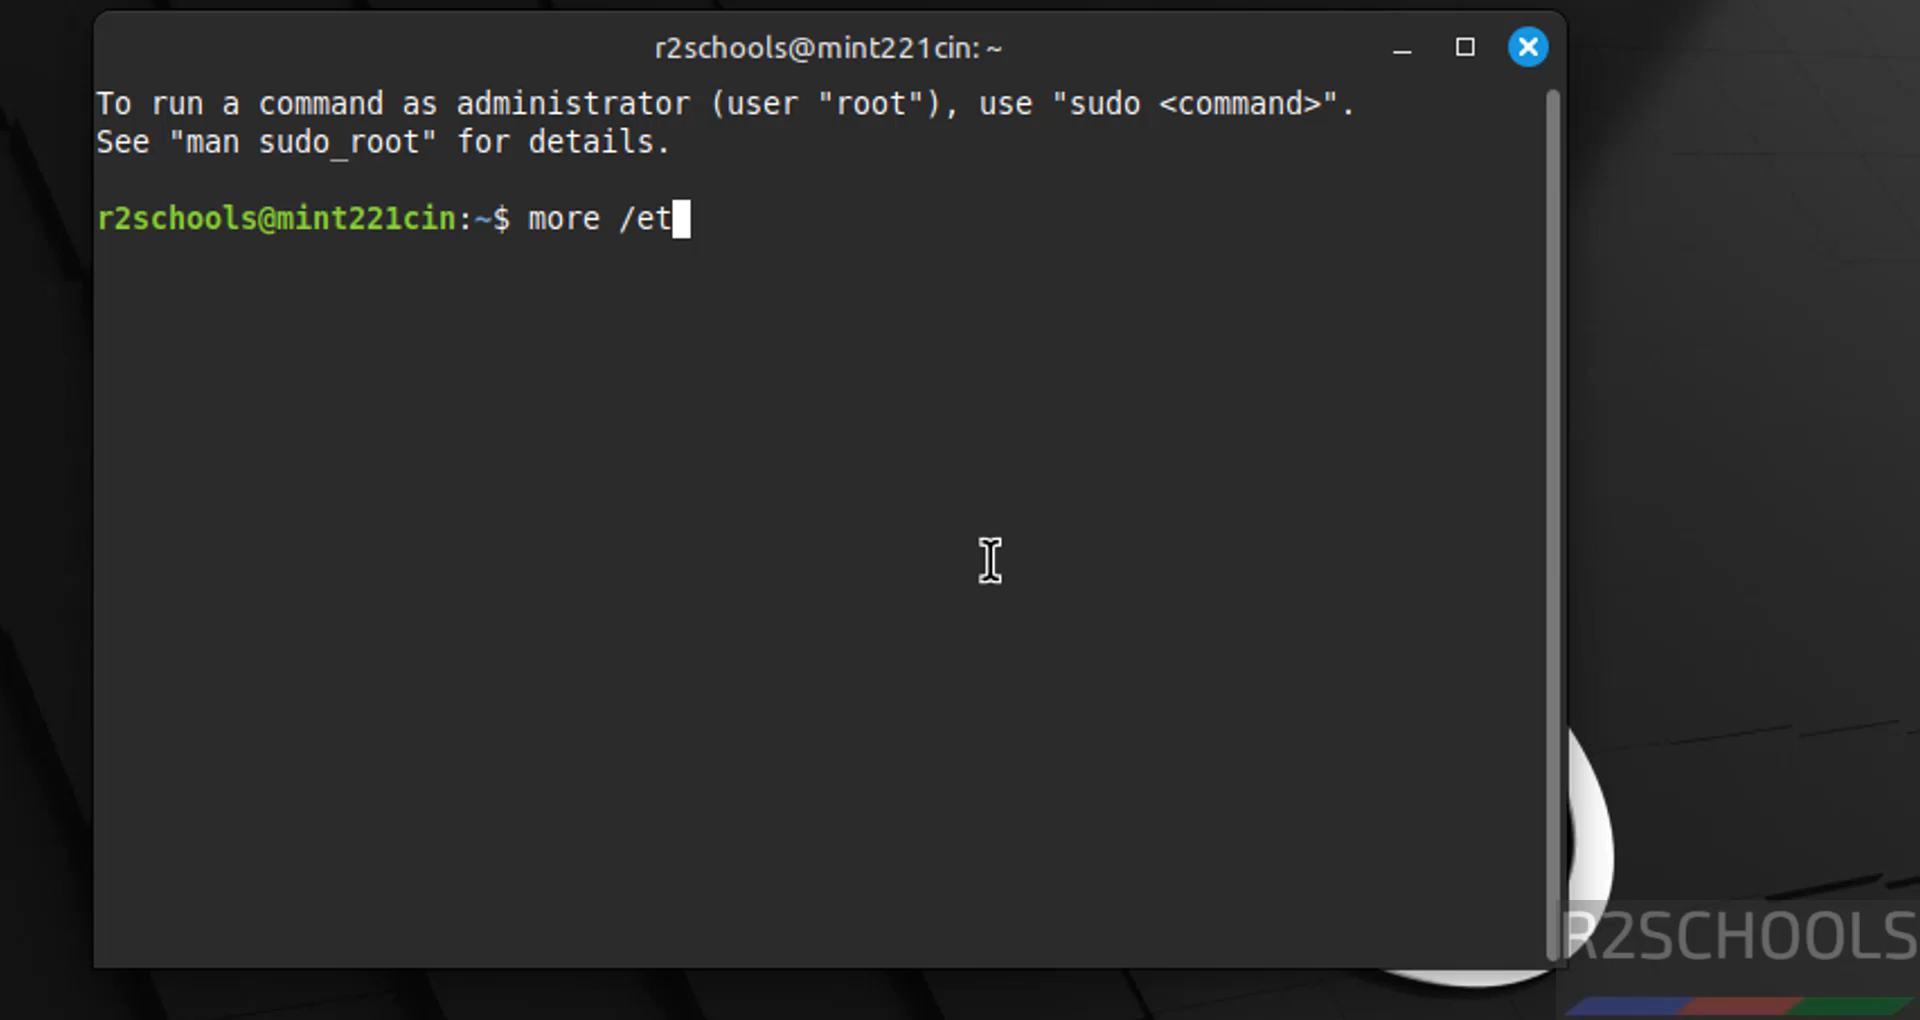 r2schools@mint221cin: ~
To run a command as administrator (user "root"), use "sudo <command>".
See "man sudo_root" for details.
r2schools@mint221cin:~$ more /et
R2SCHOOLS